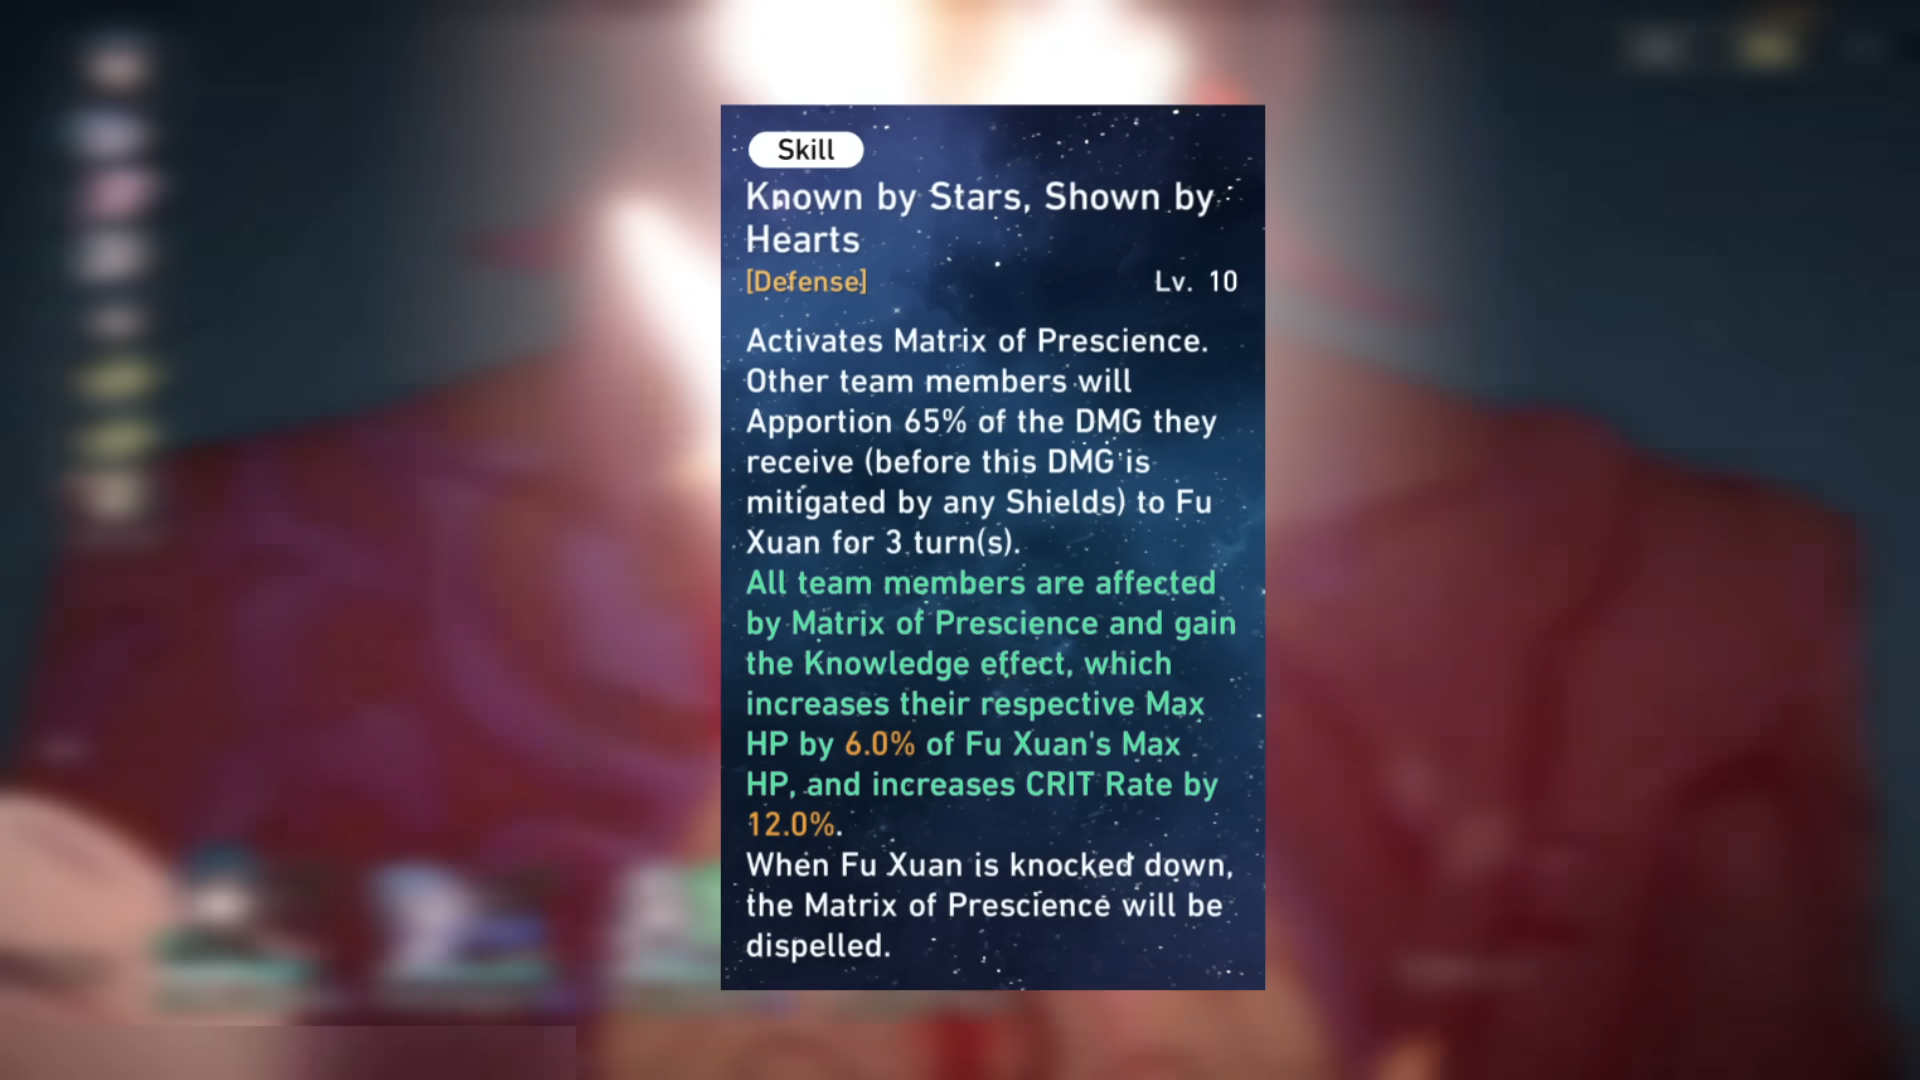 Skill
Known by Stars, Shown by
Hearts
[Defense]
Lv. 10
Activates Matrix of Prescience.
Other team members will
Apportion 65% of the DMG they
receive (before this DMG is
mitigated by any Shields) to Fu
Xuan for 3 turn(s).
All team members are affected
by Matrix of Prescience and gain
the Knowledge effect, which
increases their respective Max
HP by 6.0% of Fu Xuan's Max
HP, and increases CRIT Rate by
12.0%.
When Fu Xuan is knocked down,
the Matrix of Prescience will be
dispelled.